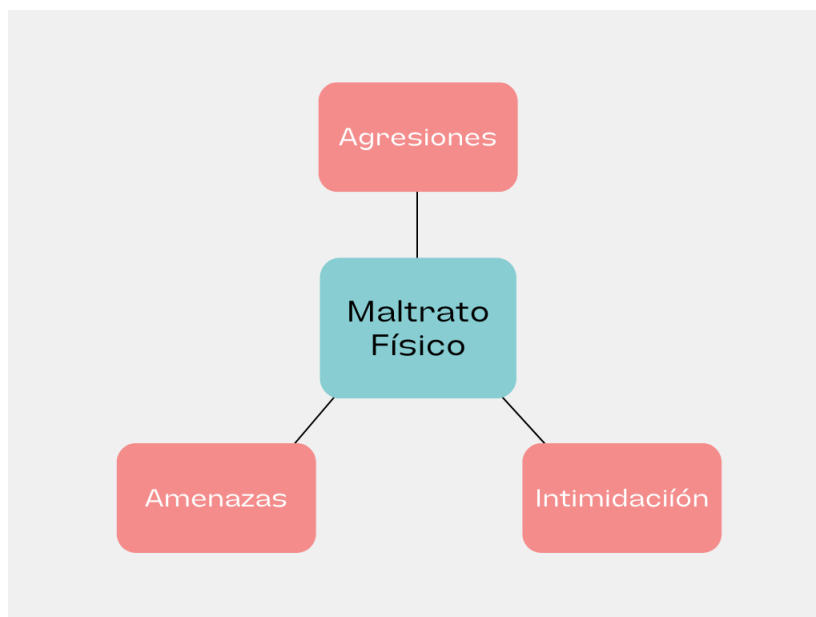 Agresiones
Maltrato
Físico
Amenazas
Intimidaciíón